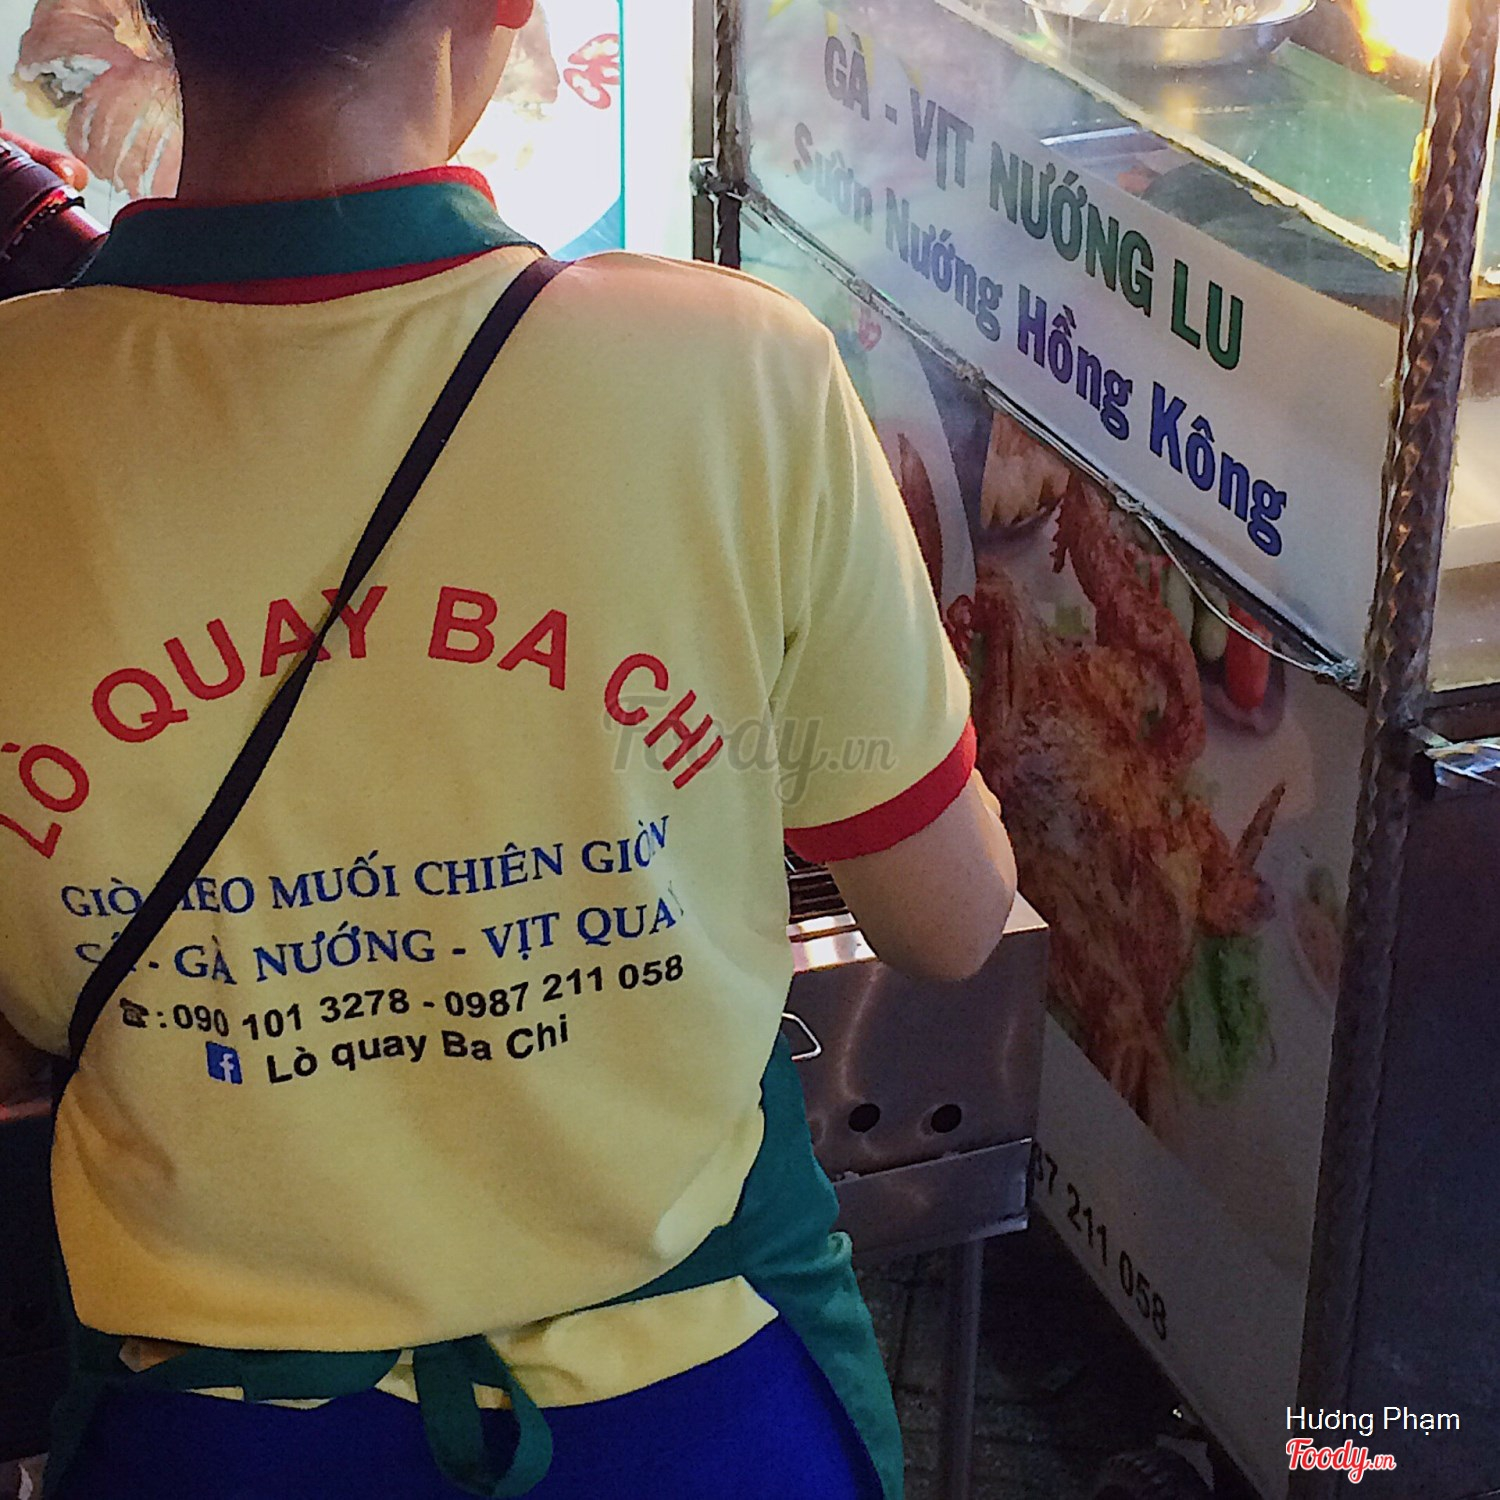 GÀ - VỊT NƯỚNG LU
Sườn Nướng Hồng Kông
LÒ QUAY BA CHI
GIÒ HEO MUỐI CHIÊN GIÒN
- GÀ NƯỚNG - VỊT QUAY
☎: 090 101 3278 - 0987 211 058
f Lò quay Ba Chi
87 211 058
Foody.vn
Hương Phạm
Foody.vn